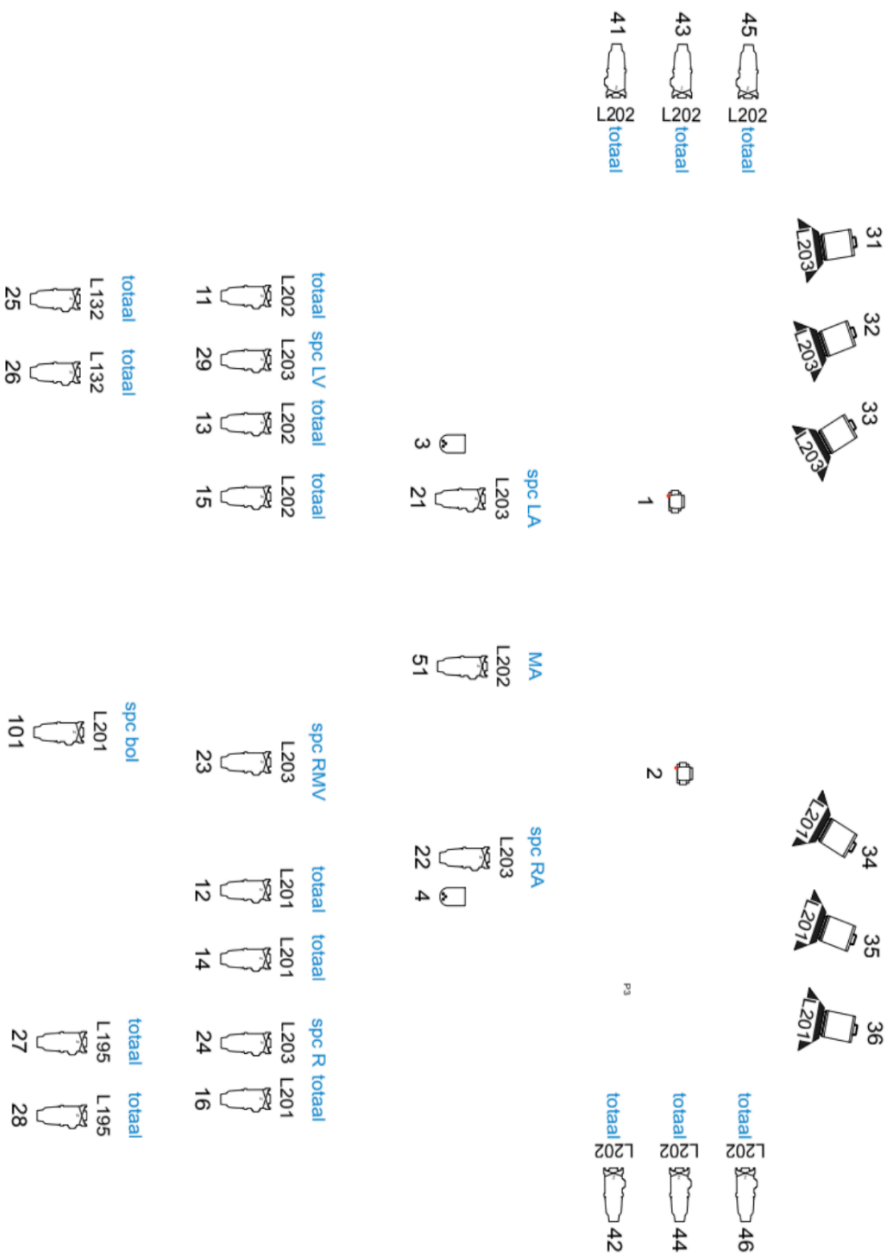 31 32 33 34 35 36
L203 L203 L203 L201 L201 L201
45 L202 totaal totaal L202 46
43 L202 totaal totaal L202 44
1 2
41 L202 totaal P3 totaal L202 42
spc LA MA spc RA
L203 L202 L203
3 21 51 22 4
totaal spc LV totaal totaal spc RMV totaal totaal spc R totaal
L202 L203 L202 L202 L203 L201 L201 L203 L201
11 29 13 15 23 12 14 24 16
totaal totaal spc bol totaal totaal
L132 L132 L201 L195 L195
25 26 101 27 28